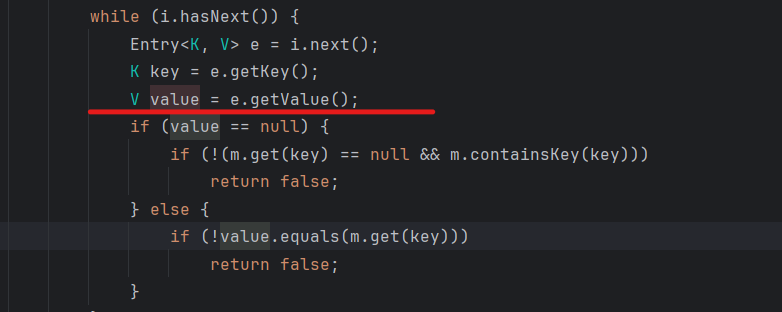 while (i.hasNext()) {
Entry<K, V> e = i.next();
K key = e.getKey();
V value = e.getValue();
if (value == null) {
if (!(m.get(key) == null && m.containsKey(key)))
return false;
} else {
if (!value.equals(m.get(key)))
return false;
}